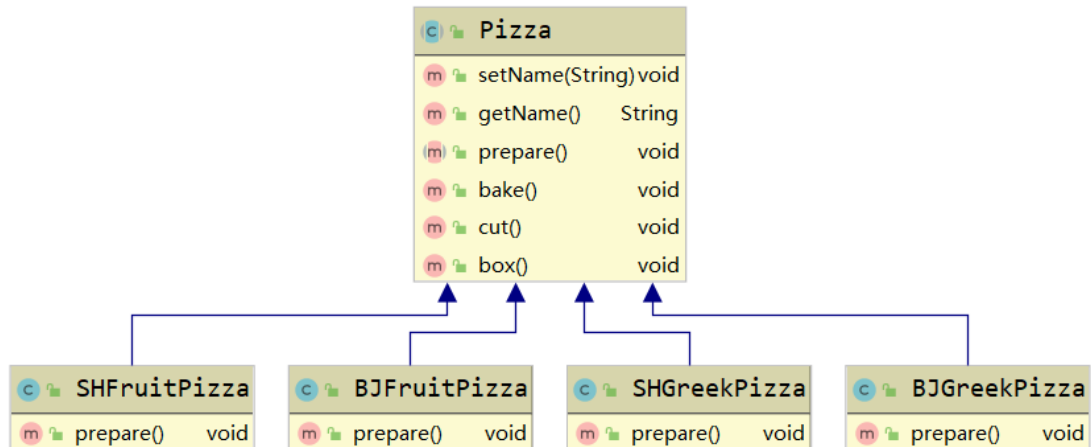 Pizza
setName(String) void
getName() String
prepare() void
bake() void
cut() void
box() void
SHFruitPizza BJFruitPizza SHGreekPizza BJGreekPizza
prepare() void prepare() void prepare() void prepare() void